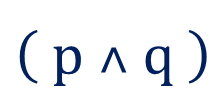 ( p ∧ q )